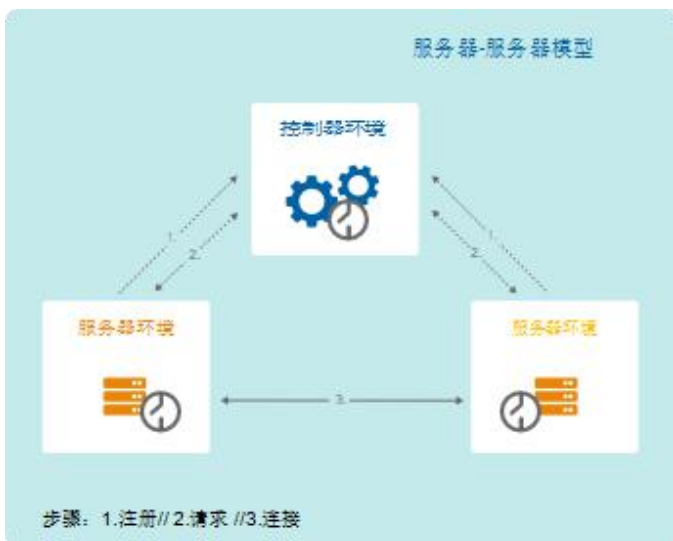 服务器-服务器模型
控制器环境
1.
2.
1.
2.
服务器环境
服务器环境
3.
步骤：1.注册// 2.请求 //3.连接